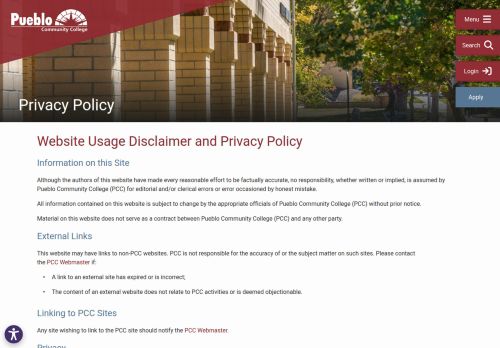 Pueblo
Community College
Menu
Search
Login
Apply
Privacy Policy
Website Usage Disclaimer and Privacy Policy
Information on this Site
Although the authors of this website have made every reasonable effort to be factually accurate, no responsibility, whether written or implied, is assumed by
Pueblo Community College (PCC) for editorial and/or clerical errors or error occasioned by honest mistake.
All information contained on this website is subject to change by the appropriate officials of Pueblo Community College (PCC) without prior notice.
Material on this website does not serve as a contract between Pueblo Community College (PCC) and any other party.
External Links
This website may have links to non-PCC websites. PCC is not responsible for the accuracy of or the subject matter on such sites. Please contact
the PCC Webmaster if:
• A link to an external site has expired or is incorrect;
• The content of an external website does not relate to PCC activities or is deemed objectionable.
Linking to PCC Sites
Any site wishing to link to the PCC site should notify the PCC Webmaster.
Privacy